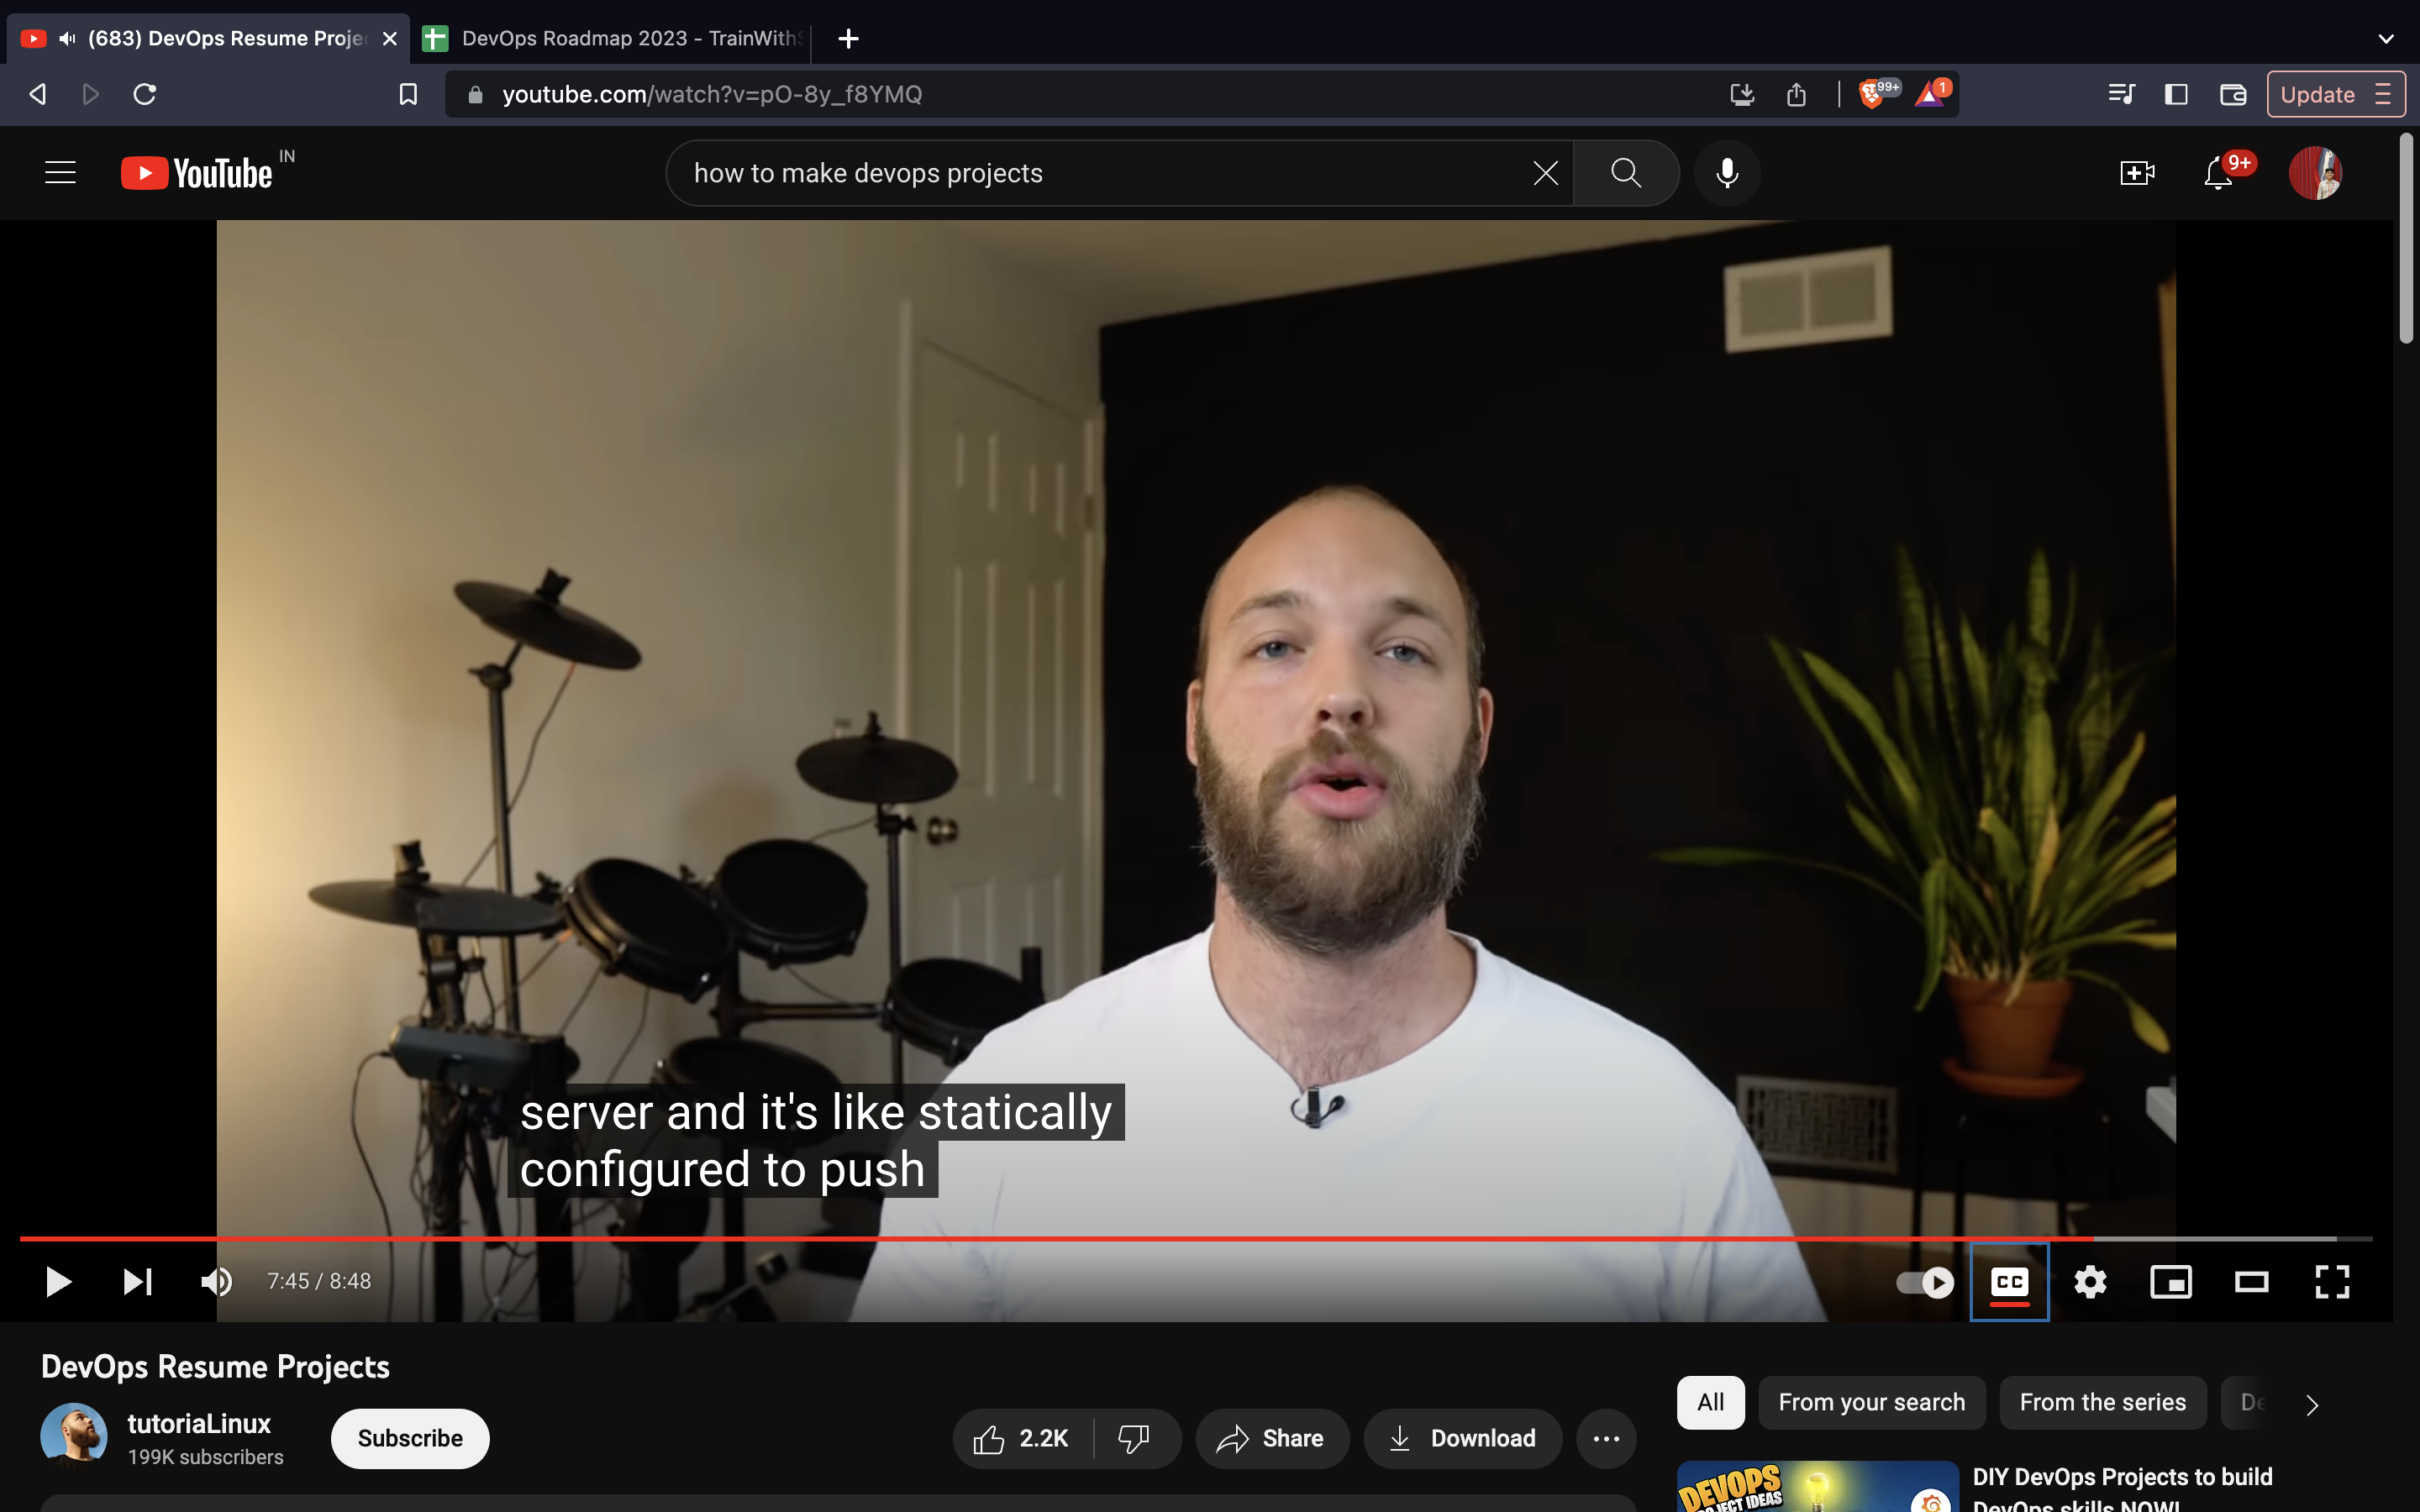 (683) DevOps Resume Proje
DevOps Roadmap 2023 - TrainWithS
youtube.com/watch?v=pO-8y_f8YMQ
99+
1
Update
YouTube
IN
how to make devops projects
9+
server and it's like statically
configured to push
7:45 / 8:48
CC
DevOps Resume Projects
tutoriaLinux
199K subscribers
Subscribe
2.2K
Share
Download
All
From your search
From the series
De
DEVOPS
OJECT IDEAS
DIY DevOps Projects to build
DevOps skills NOW!